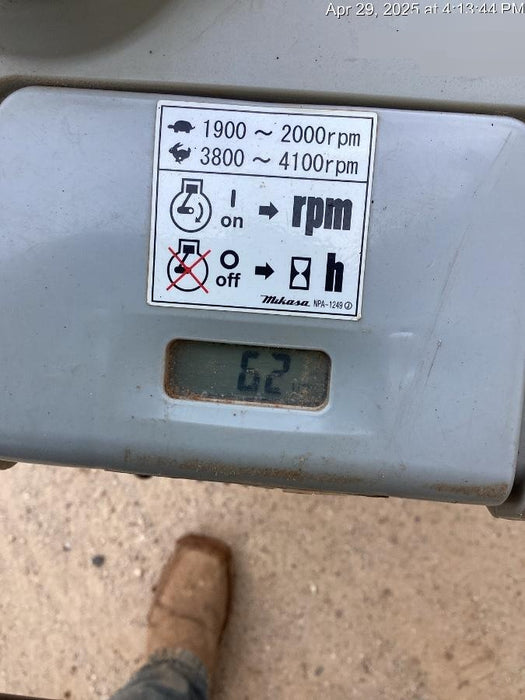 Apr 29, 2025 at 4:13:44 PM
1900 ~ 2000rpm
3800 ~ 4100rpm
I on → rpm
O off → h
Mikasa NPA-1249 ②
62